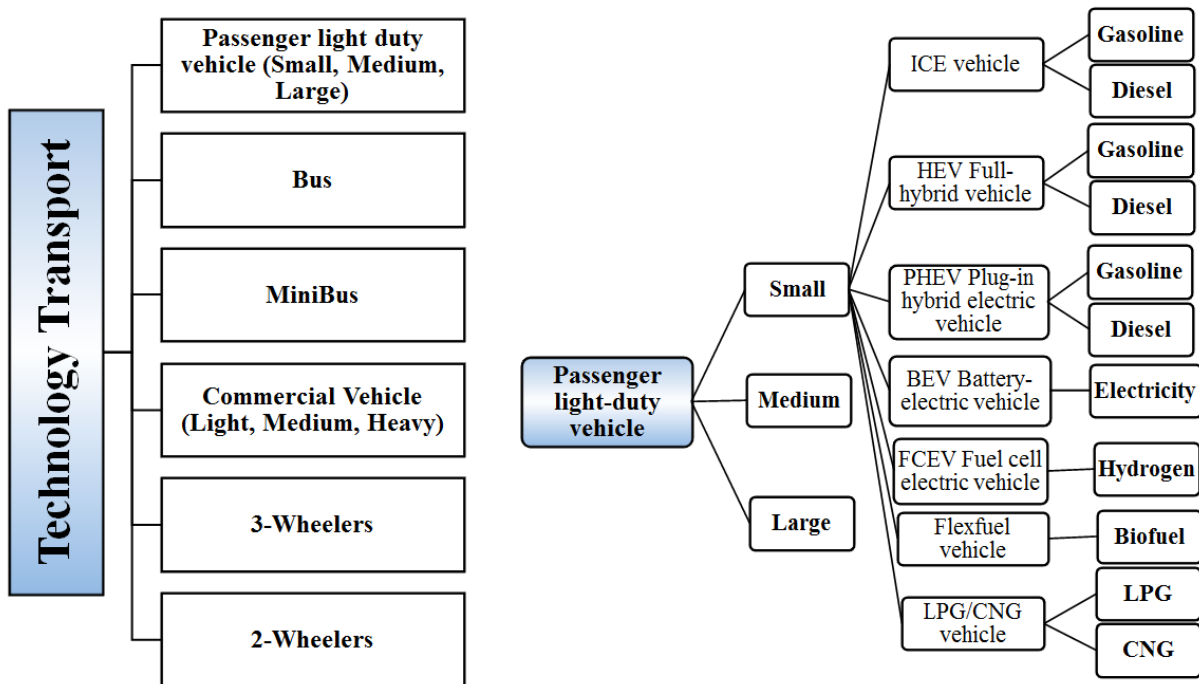 Technology Transport
Passenger light duty
vehicle (Small, Medium,
Large)
Bus
MiniBus
Commercial Vehicle
(Light, Medium, Heavy)
3-Wheelers
2-Wheelers
Passenger
light-duty
vehicle
Small
Medium
Large
ICE vehicle
Gasoline
Diesel
HEV Full-
hybrid vehicle
Gasoline
Diesel
PHEV Plug-in
hybrid electric
vehicle
Gasoline
Diesel
BEV Battery-
electric vehicle
Electricity
FCEV Fuel cell
electric vehicle
Hydrogen
Flexfuel
vehicle
Biofuel
LPG/CNG
vehicle
LPG
CNG